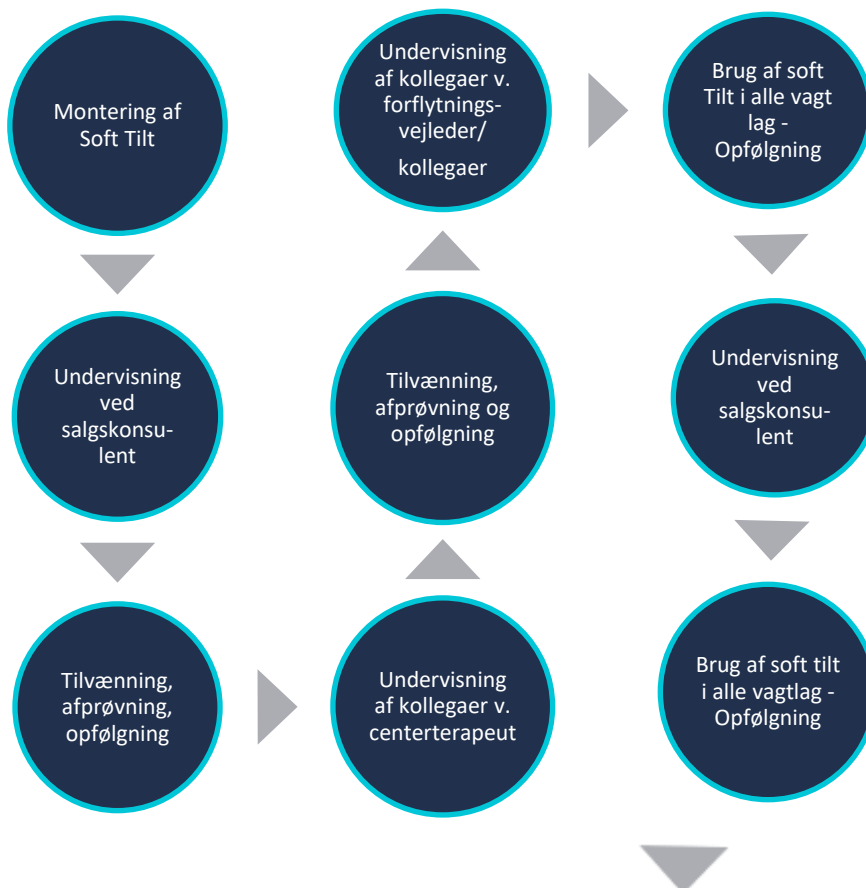 Montering af
Soft Tilt
Undervisning
ved
salgskonsu-
lent
Tilvænning,
afprøvning,
opfølgning
Undervisning
af kollegaer v.
centerterapeut
Tilvænning,
afprøvning og
opfølgning
Undervisning
af kollegaer v.
forflytnings-
vejleder/
kollegaer
Brug af soft
Tilt i alle vagt
lag -
Opfølgning
Undervisning
ved
salgskonsu-
lent
Brug af soft tilt
i alle vagtlag -
Opfølgning